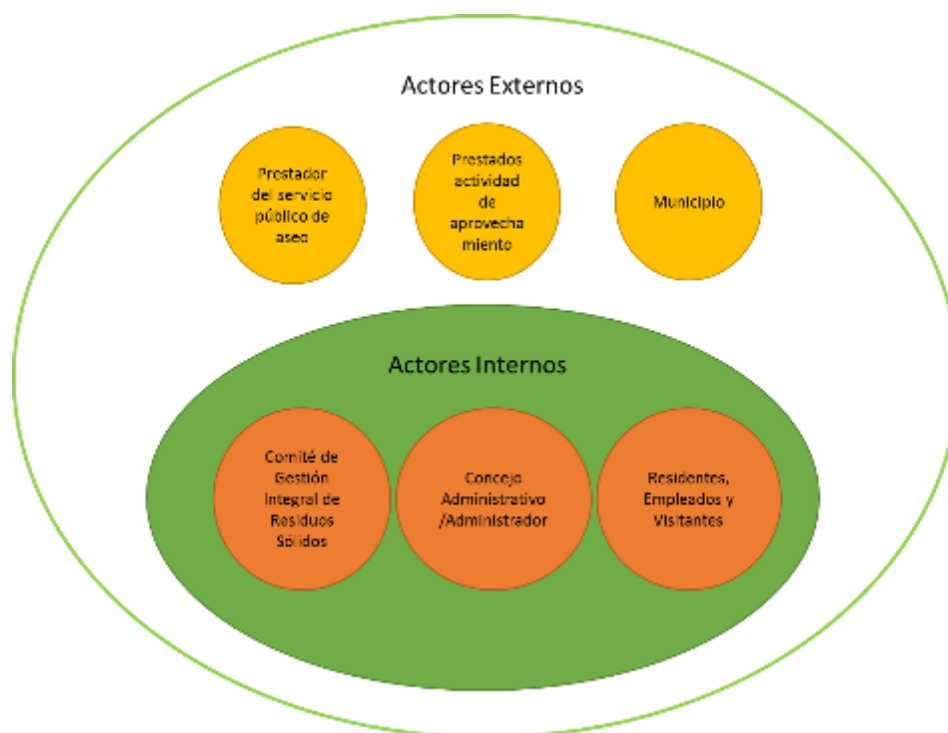 Actores Externos
Prestador
del servicio
público de
aseo
Prestados
actividad
de
aprovecha
miento
Municipio
Actores Internos
Comité de
Gestión
Integral de
Residuos
Sólidos
Concejo
Administrativo
/Administrador
Residentes,
Empleados y
Visitantes